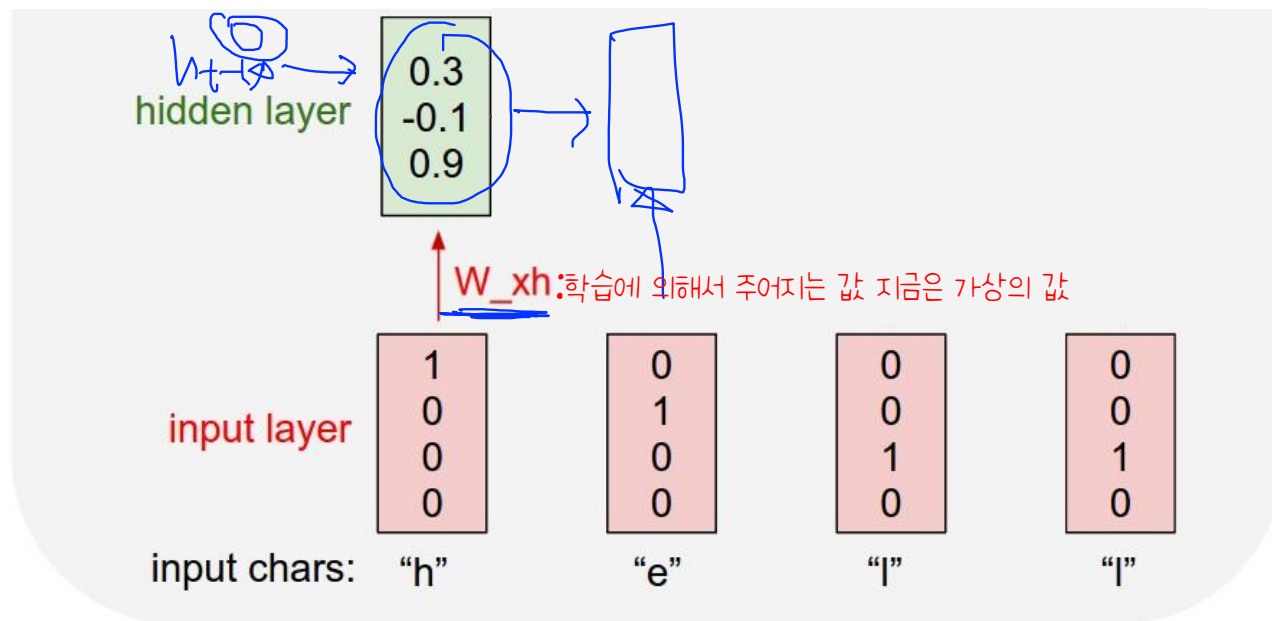 h t-1
0
hidden layer
0.3
-0.1
0.9
W_xh:학습에 의해서 주어지는 값 지금은 가상의 값
input layer
1 0 0 0
0 1 0 0
0 0 1 1
0 0 0 0
input chars: “h” “e” “l” “l”